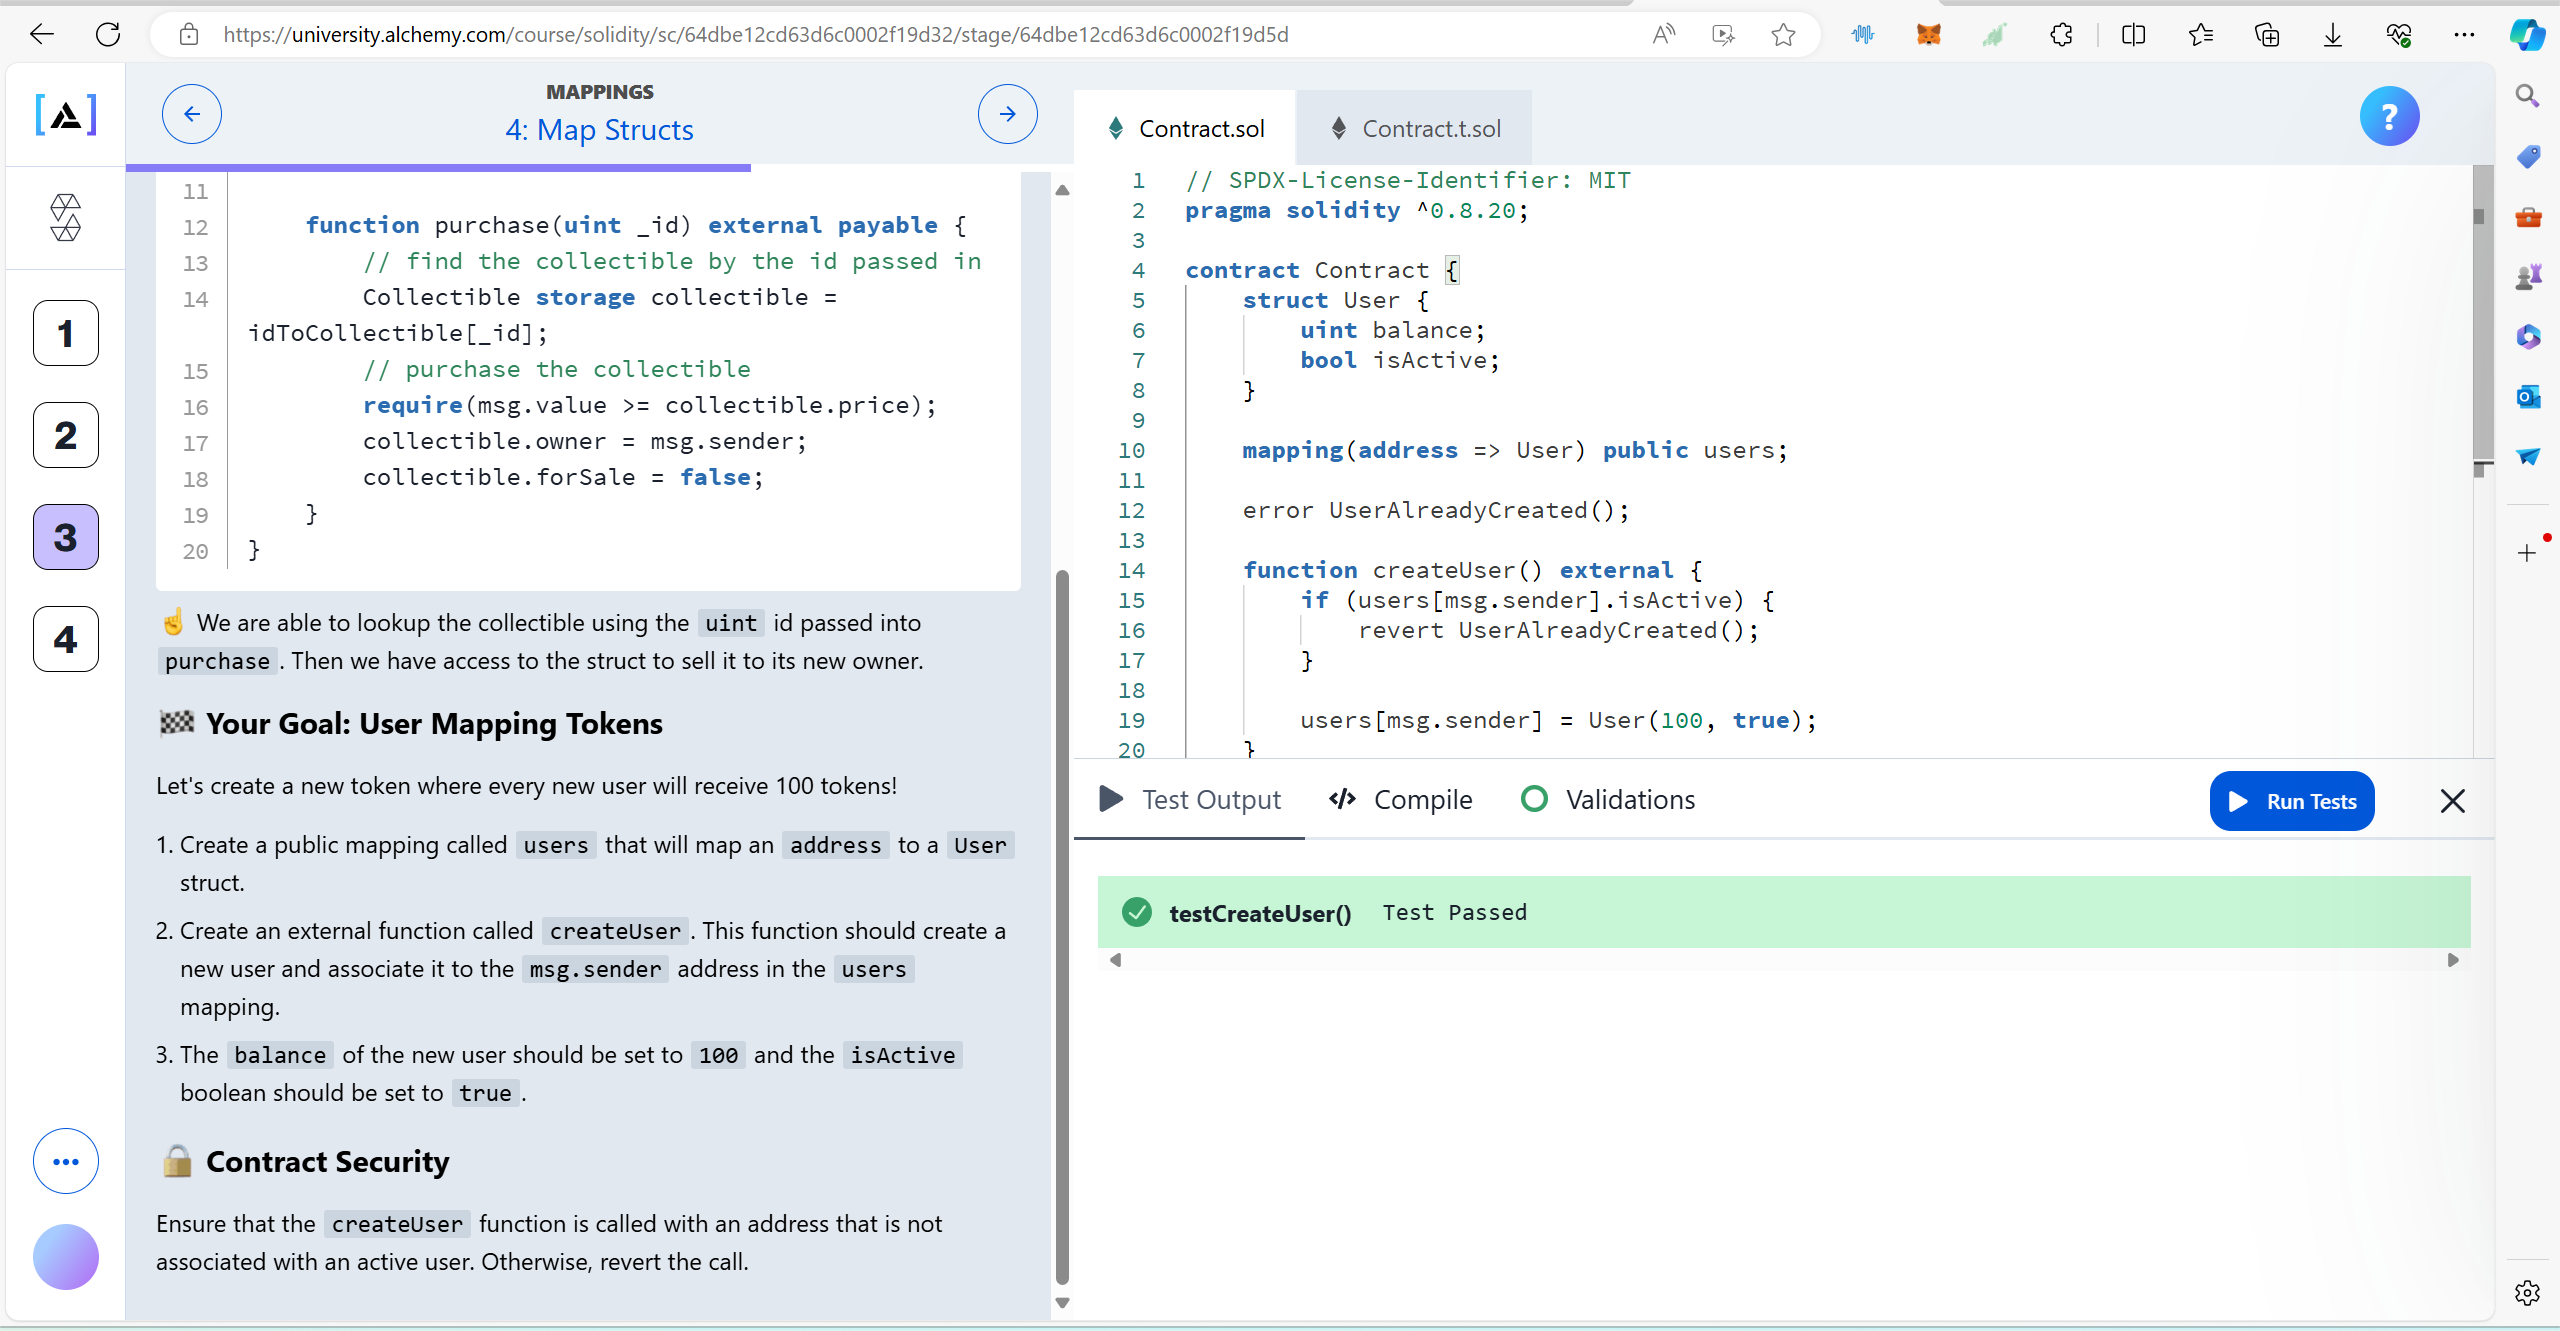 https://university.alchemy.com/course/solidity/sc/64dbe12cd63d6c0002f19d32/stage/64dbe12cd63d6c0002f19d5d
MAPPINGS
4: Map Structs
1
2
3
4
11
12 function purchase(uint _id) external payable {
13 // find the collectible by the id passed in
14 Collectible storage collectible =
idToCollectible[_id];
15 // purchase the collectible
16 require(msg.value >= collectible.price);
17 collectible.owner = msg.sender;
18 collectible.forSale = false;
19 }
20 }
☝️ We are able to lookup the collectible using the uint id passed into
purchase. Then we have access to the struct to sell it to its new owner.
🏁 Your Goal: User Mapping Tokens
Let's create a new token where every new user will receive 100 tokens!
1. Create a public mapping called users that will map an address to a User
struct.
2. Create an external function called createUser. This function should create a
new user and associate it to the msg.sender address in the users
mapping.
3. The balance of the new user should be set to 100 and the isActive
boolean should be set to true.
🔒 Contract Security
Ensure that the createUser function is called with an address that is not
associated with an active user. Otherwise, revert the call.
Contract.sol
Contract.t.sol
?
1 // SPDX-License-Identifier: MIT
2 pragma solidity ^0.8.20;
3
4 contract Contract {
5 struct User {
6 uint balance;
7 bool isActive;
8 }
9
10 mapping(address => User) public users;
11
12 error UserAlreadyCreated();
13
14 function createUser() external {
15 if (users[msg.sender].isActive) {
16 revert UserAlreadyCreated();
17 }
18
19 users[msg.sender] = User(100, true);
20 }
Test Output
Compile
Validations
Run Tests
testCreateUser() Test Passed